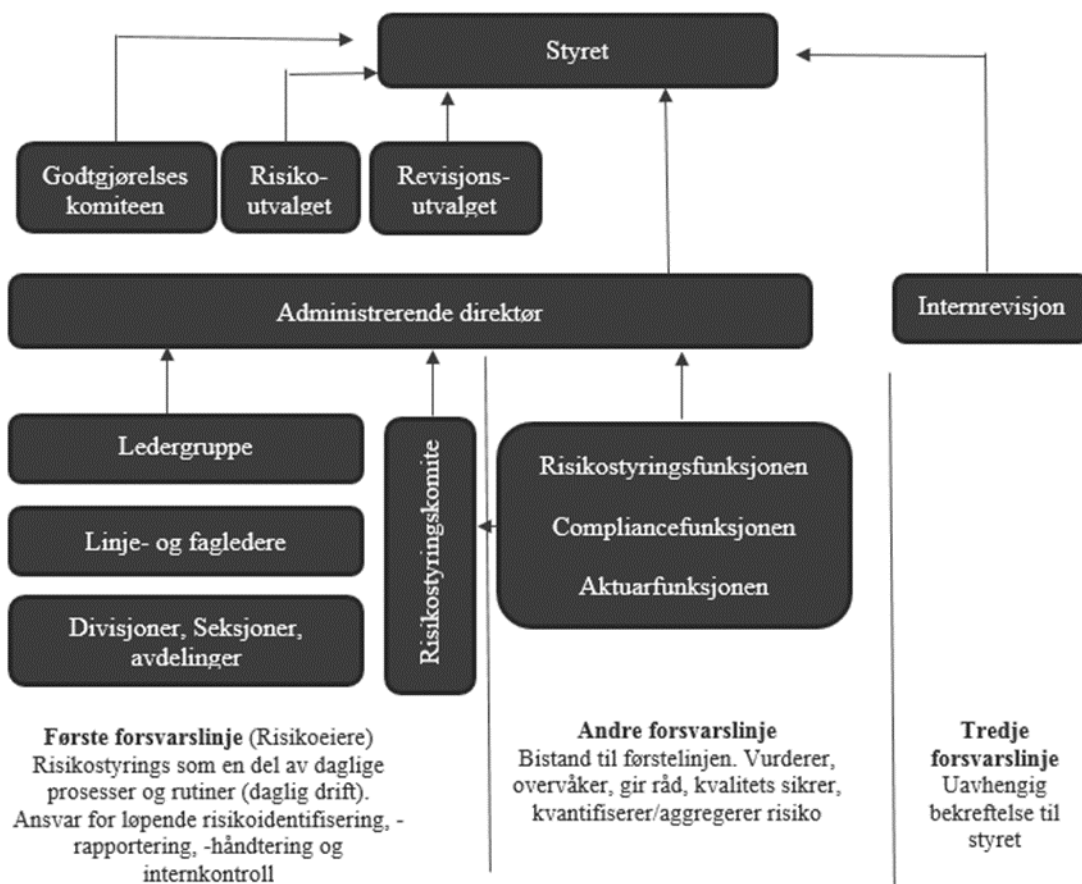 Styret
Godtgjørelses
komiteen
Risiko-
utvalget
Revisjons-
utvalget
Administrerende direktør
Internrevisjon
Ledergruppe
Linje- og fagledere
Divisjoner, Seksjoner,
avdelinger
Risikostyringskomite
Risikostyringsfunksjonen
Compliancefunksjonen
Aktuarfunksjonen
Første forsvarslinje (Risikoeiere)
Risikostyrings som en del av daglige
prosesser og rutiner (daglig drift).
Ansvar for løpende risikoidentifisering, -
rapportering, -håndtering og
internkontroll
Andre forsvarslinje
Bistand til førstelinjen. Vurderer,
overvåker, gir råd, kvalitets sikrer,
kvantifiserer/aggregerer risiko
Tredje
forsvarslinje
Uavhengig
bekreftelse til
styret